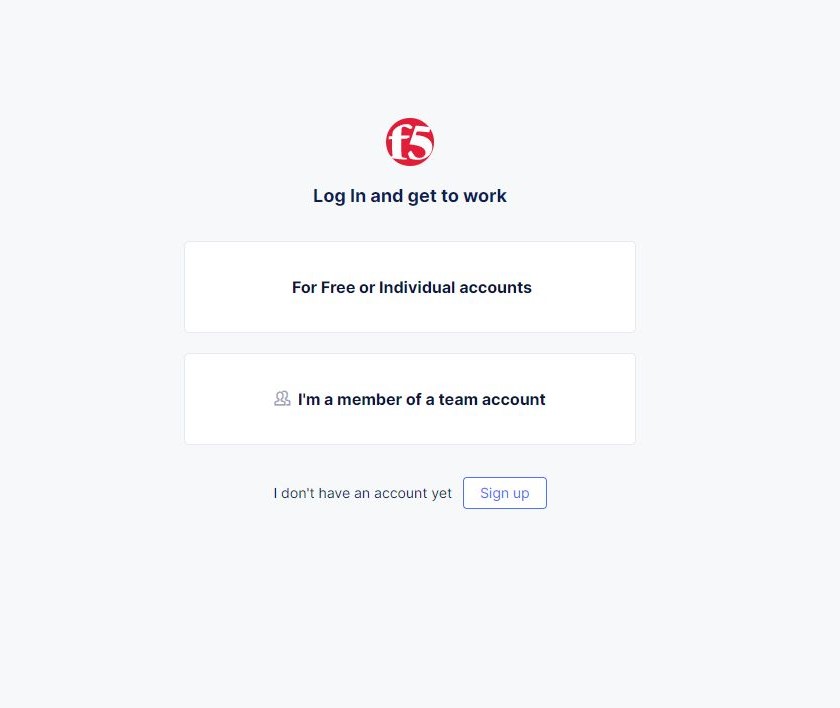 f5
Log In and get to work
For Free or Individual accounts
I'm a member of a team account
I don't have an account yet Sign up